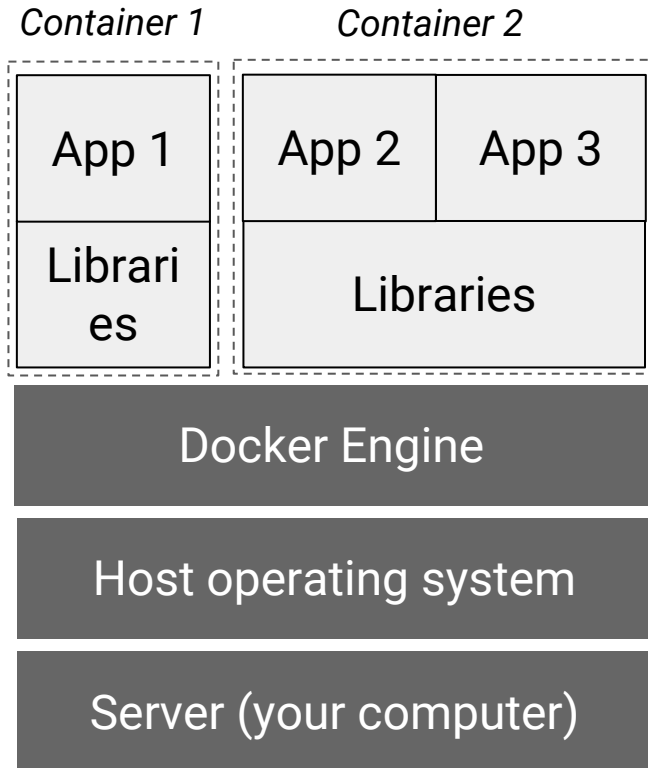 Container 1
Container 2
App 1
App 2
App 3
Librari
es
Libraries
Docker Engine
Host operating system
Server (your computer)